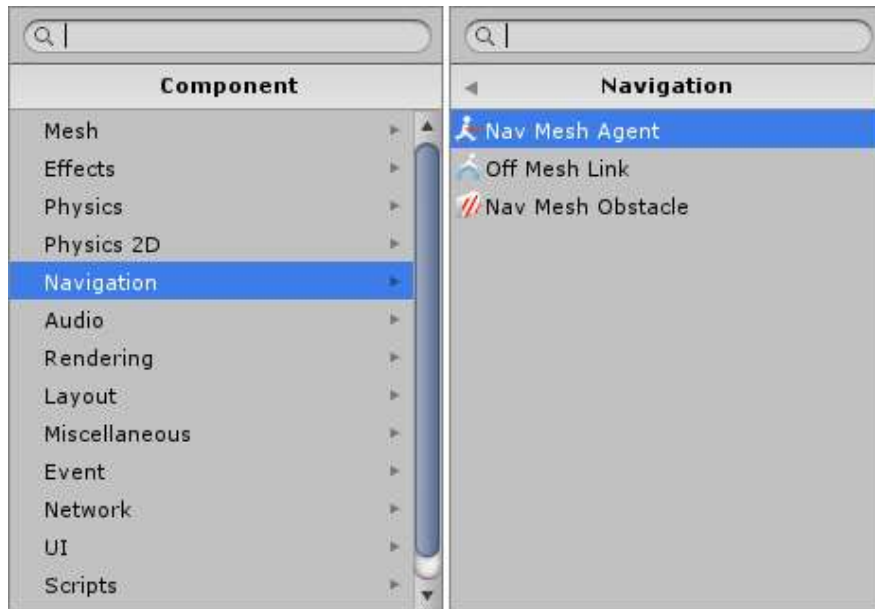 Component
Mesh
Effects
Physics
Physics 2D
Navigation
Audio
Rendering
Layout
Miscellaneous
Event
Network
UI
Scripts
Navigation
Nav Mesh Agent
Off Mesh Link
Nav Mesh Obstacle